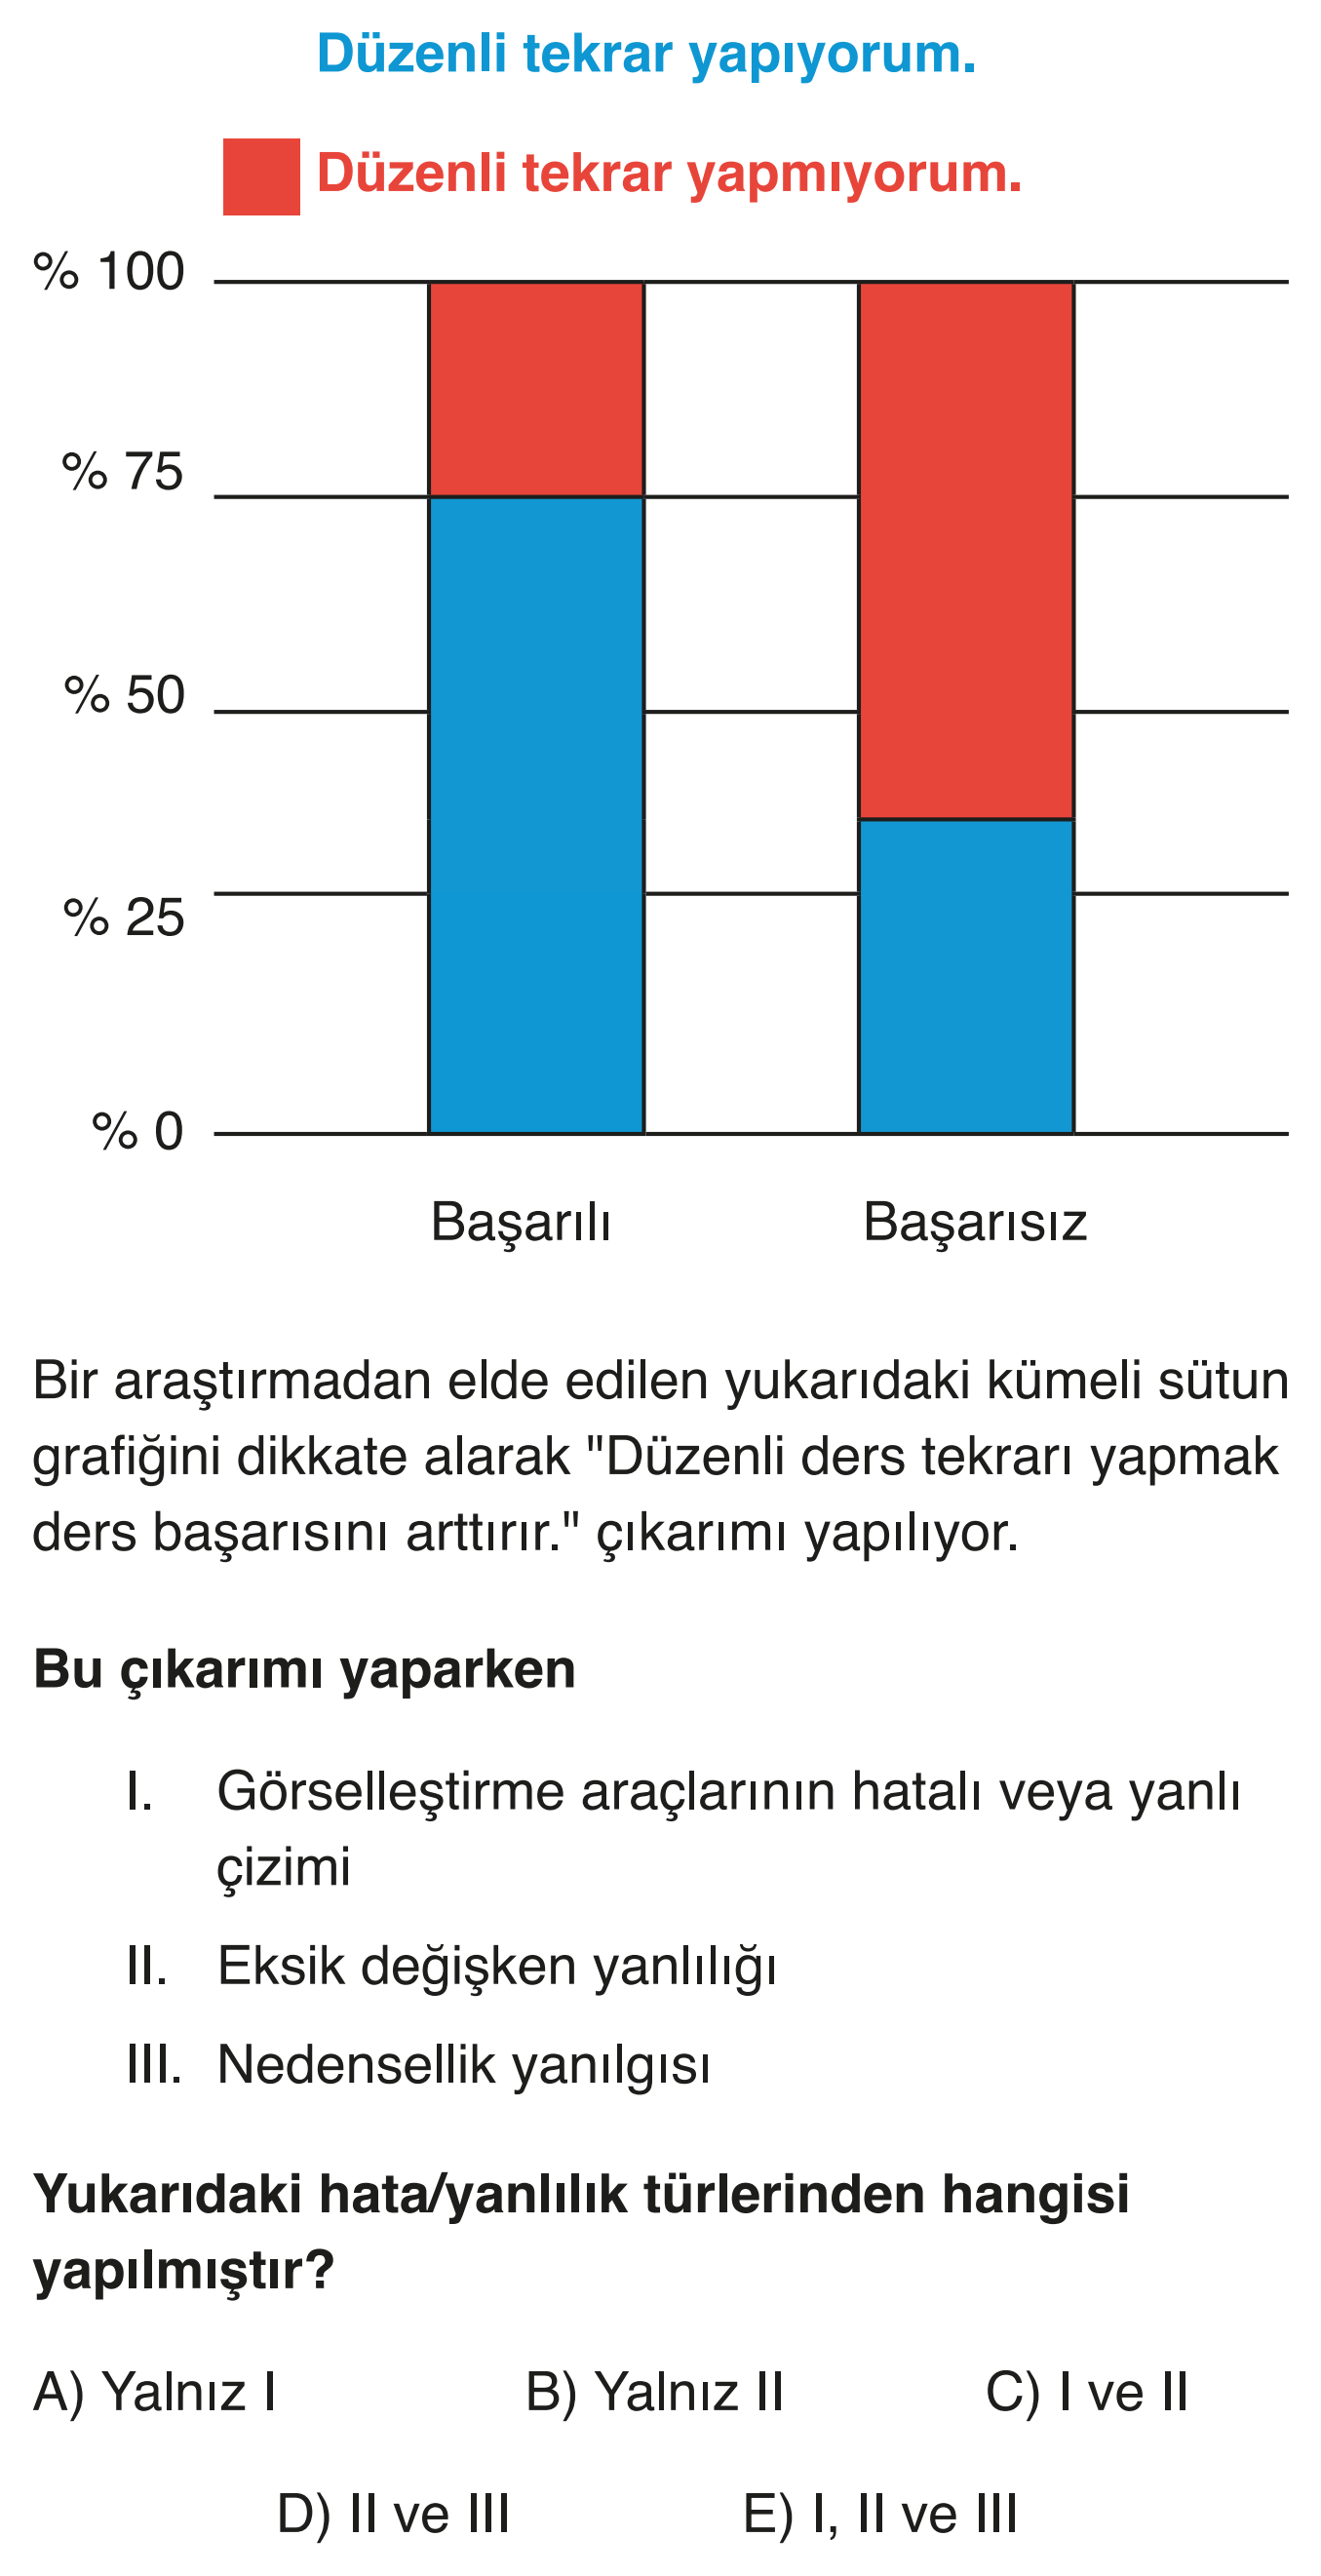 Düzenli tekrar yapıyorum.
Düzenli tekrar yapmıyorum.
% 100
% 75
% 50
% 25
% 0
Başarılı Başarısız
Bir araştırmadan elde edilen yukarıdaki kümeli sütun
grafiğini dikkate alarak "Düzenli ders tekrarı yapmak
ders başarısını arttırır." çıkarımı yapılıyor.
Bu çıkarımı yaparken
I. Görselleştirme araçlarının hatalı veya yanlı
çizimi
II. Eksik değişken yanlılığı
III. Nedensellik yanılgısı
Yukarıdaki hata/yanlılık türlerinden hangisi
yapılmıştır?
A) Yalnız I B) Yalnız II C) I ve II
D) II ve III E) I, II ve III